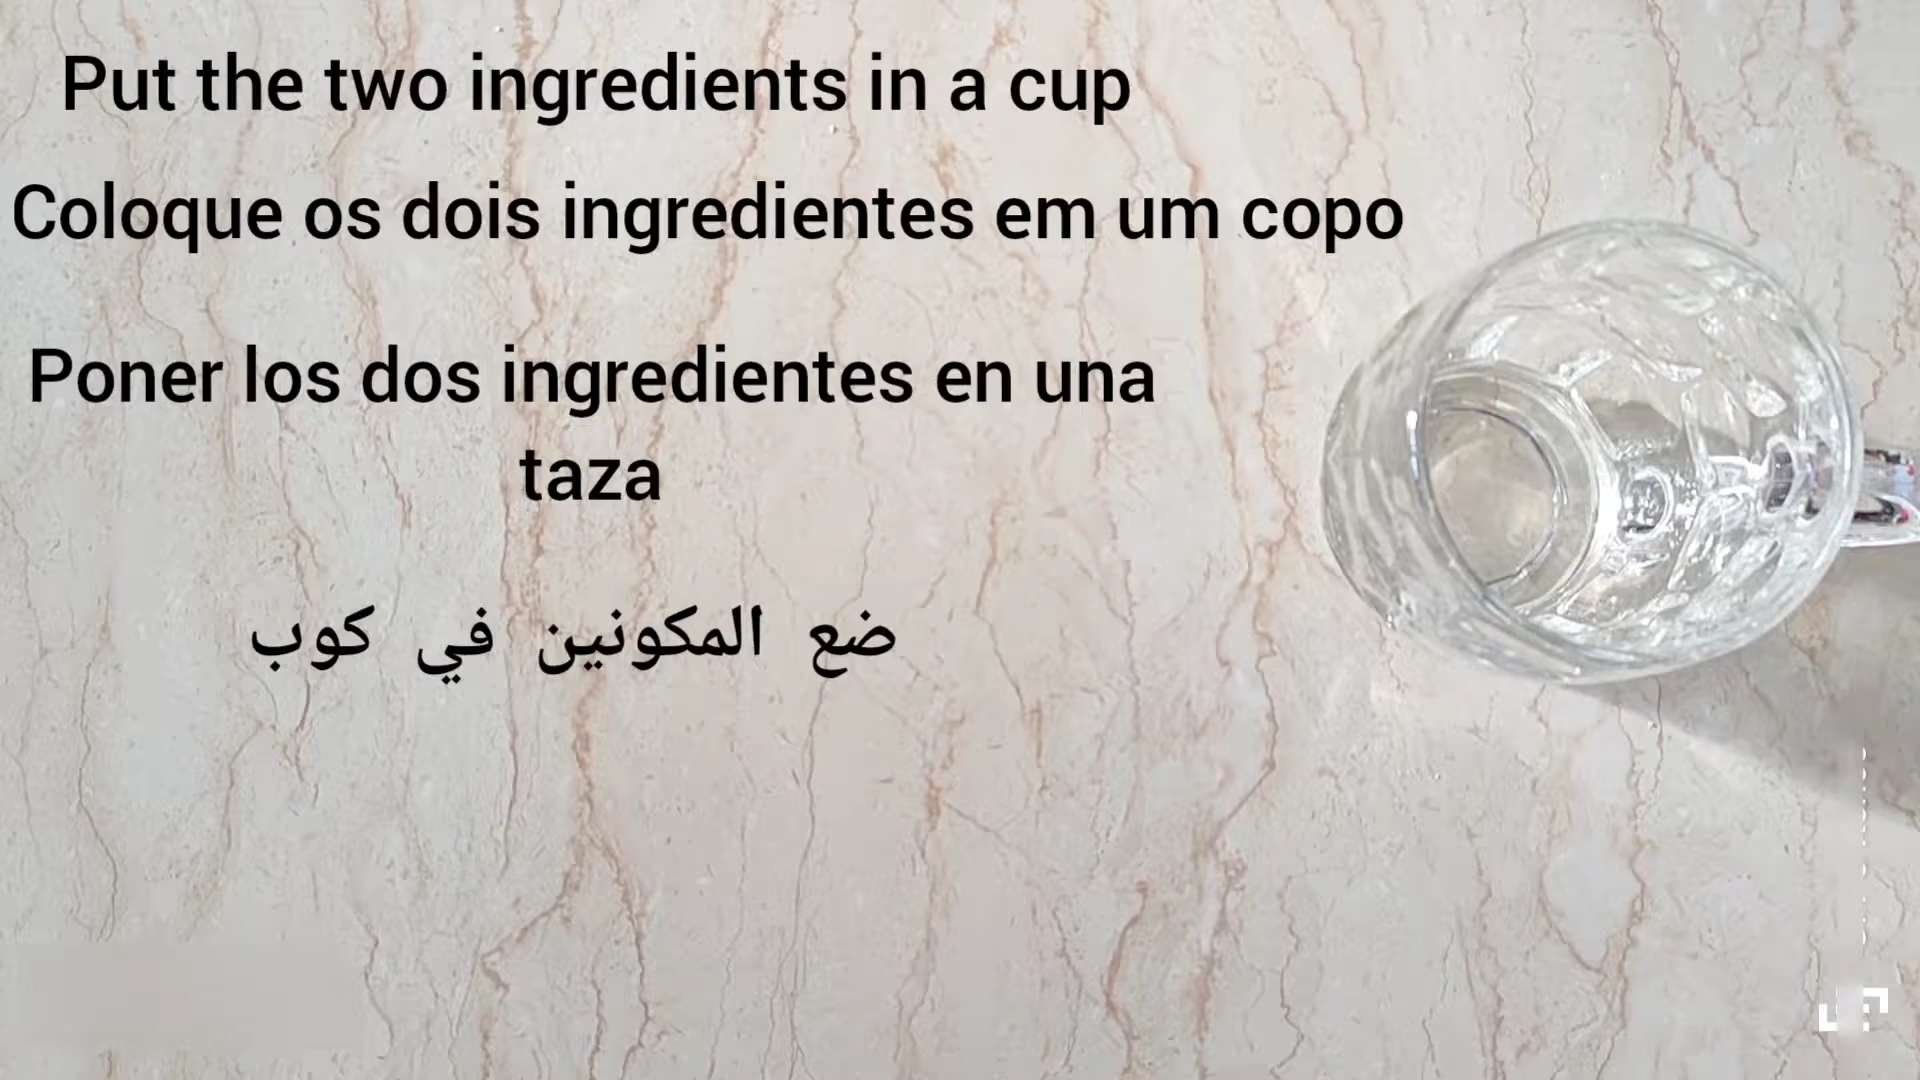 Put the two ingredients in a cup
Coloque os dois ingredientes em um copo
Poner los dos ingredientes en una
taza
ضع المكونين في كوب